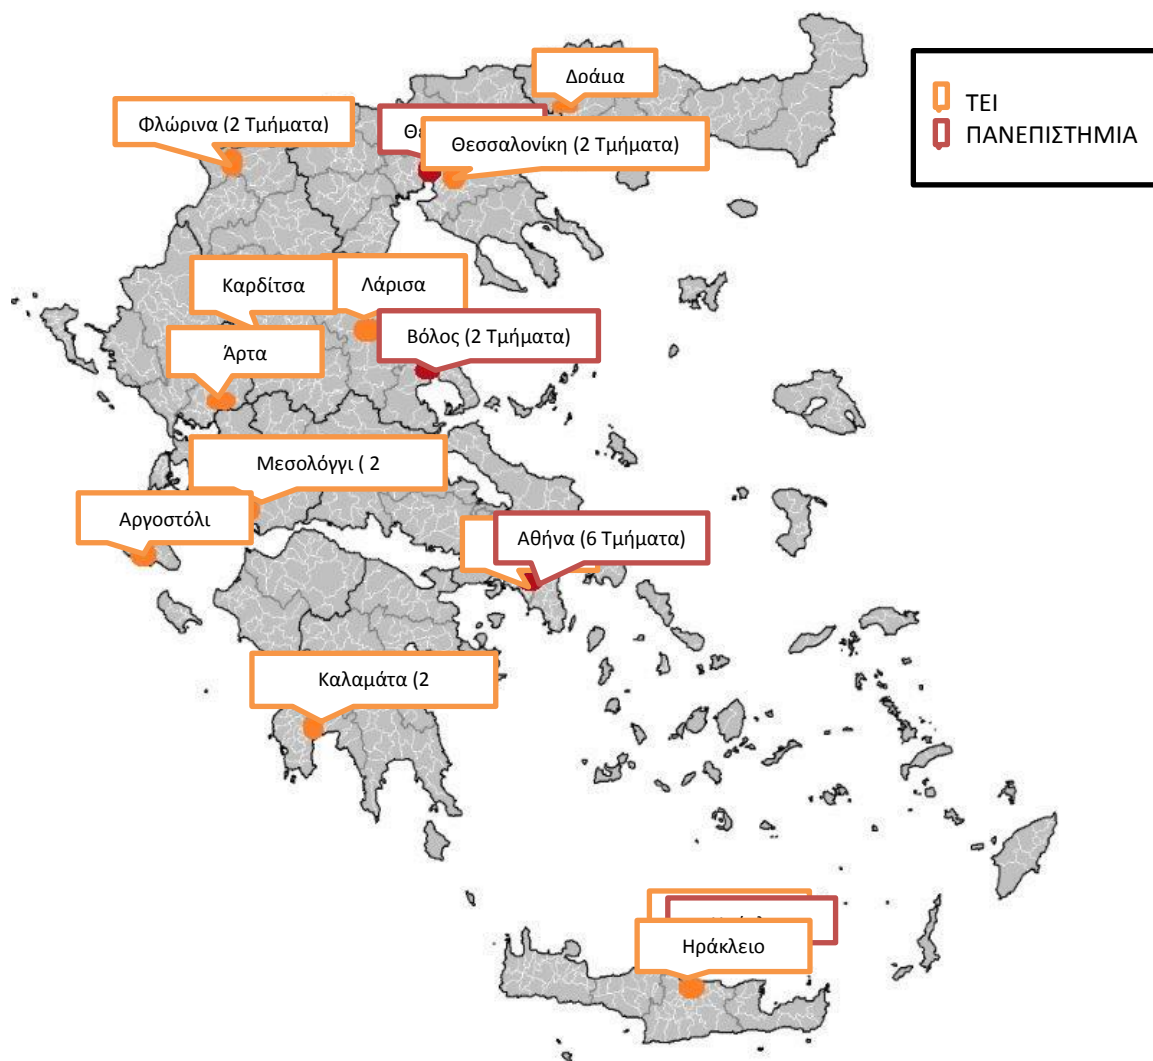 Δράμα
ΤΕΙ
ΠΑΝΕΠΙΣΤΗΜΙΑ
Φλώρινα (2 Τμήματα)
Θεσσαλονίκη (2 Τμήματα)
Καρδίτσα
Λάρισα
Βόλος (2 Τμήματα)
Άρτα
Μεσολόγγι ( 2
Αργοστόλι
Αθήνα (6 Τμήματα)
Καλαμάτα (2
Ηράκλειο